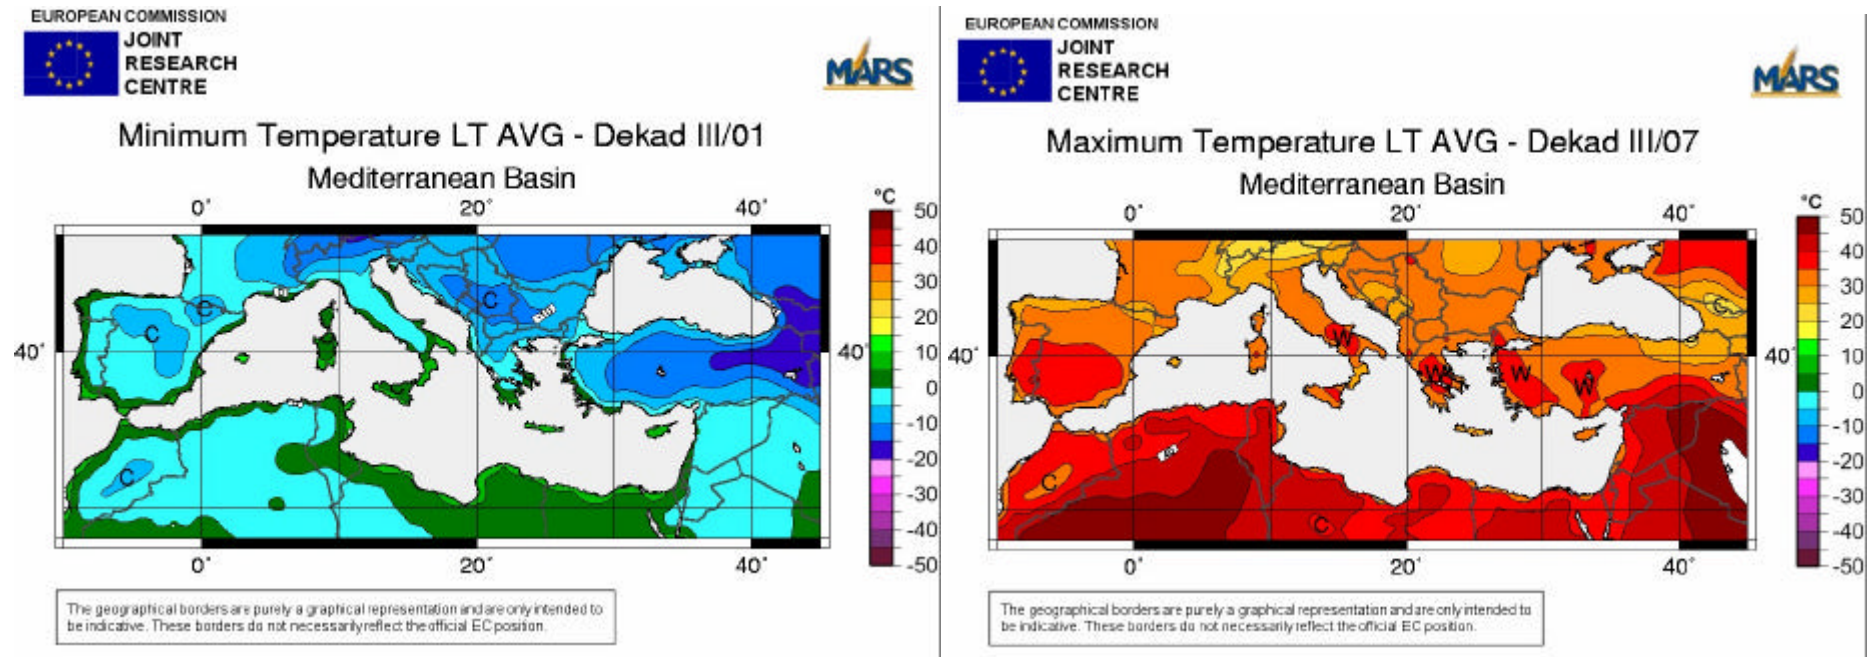 EUROPEAN COMMISSION
JOINT
RESEARCH
CENTRE
MARS
Minimum Temperature LT AVG - Dekad III/01
Mediterranean Basin
0˚ 20˚ 40˚
°C
50
40
30
20
10
0
-10
-20
-30
-40
-50
40˚ 40˚
C
C
C
C
0˚ 20˚ 40˚
The geographical borders are purely a graphical representation and are only intended to
be indicative. These borders do not necessarily reflect the official EC position.
EUROPEAN COMMISSION
JOINT
RESEARCH
CENTRE
MARS
Maximum Temperature LT AVG - Dekad III/07
Mediterranean Basin
0˚ 20˚ 40˚
°C
50
40
30
20
10
0
-10
-20
-30
-40
-50
40˚ 40˚
C
W
W
W
W
40
C
C
0˚ 20˚ 40˚
The geographical borders are purely a graphical representation and are only intended to
be indicative. These borders do not necessarily reflect the official EC position.